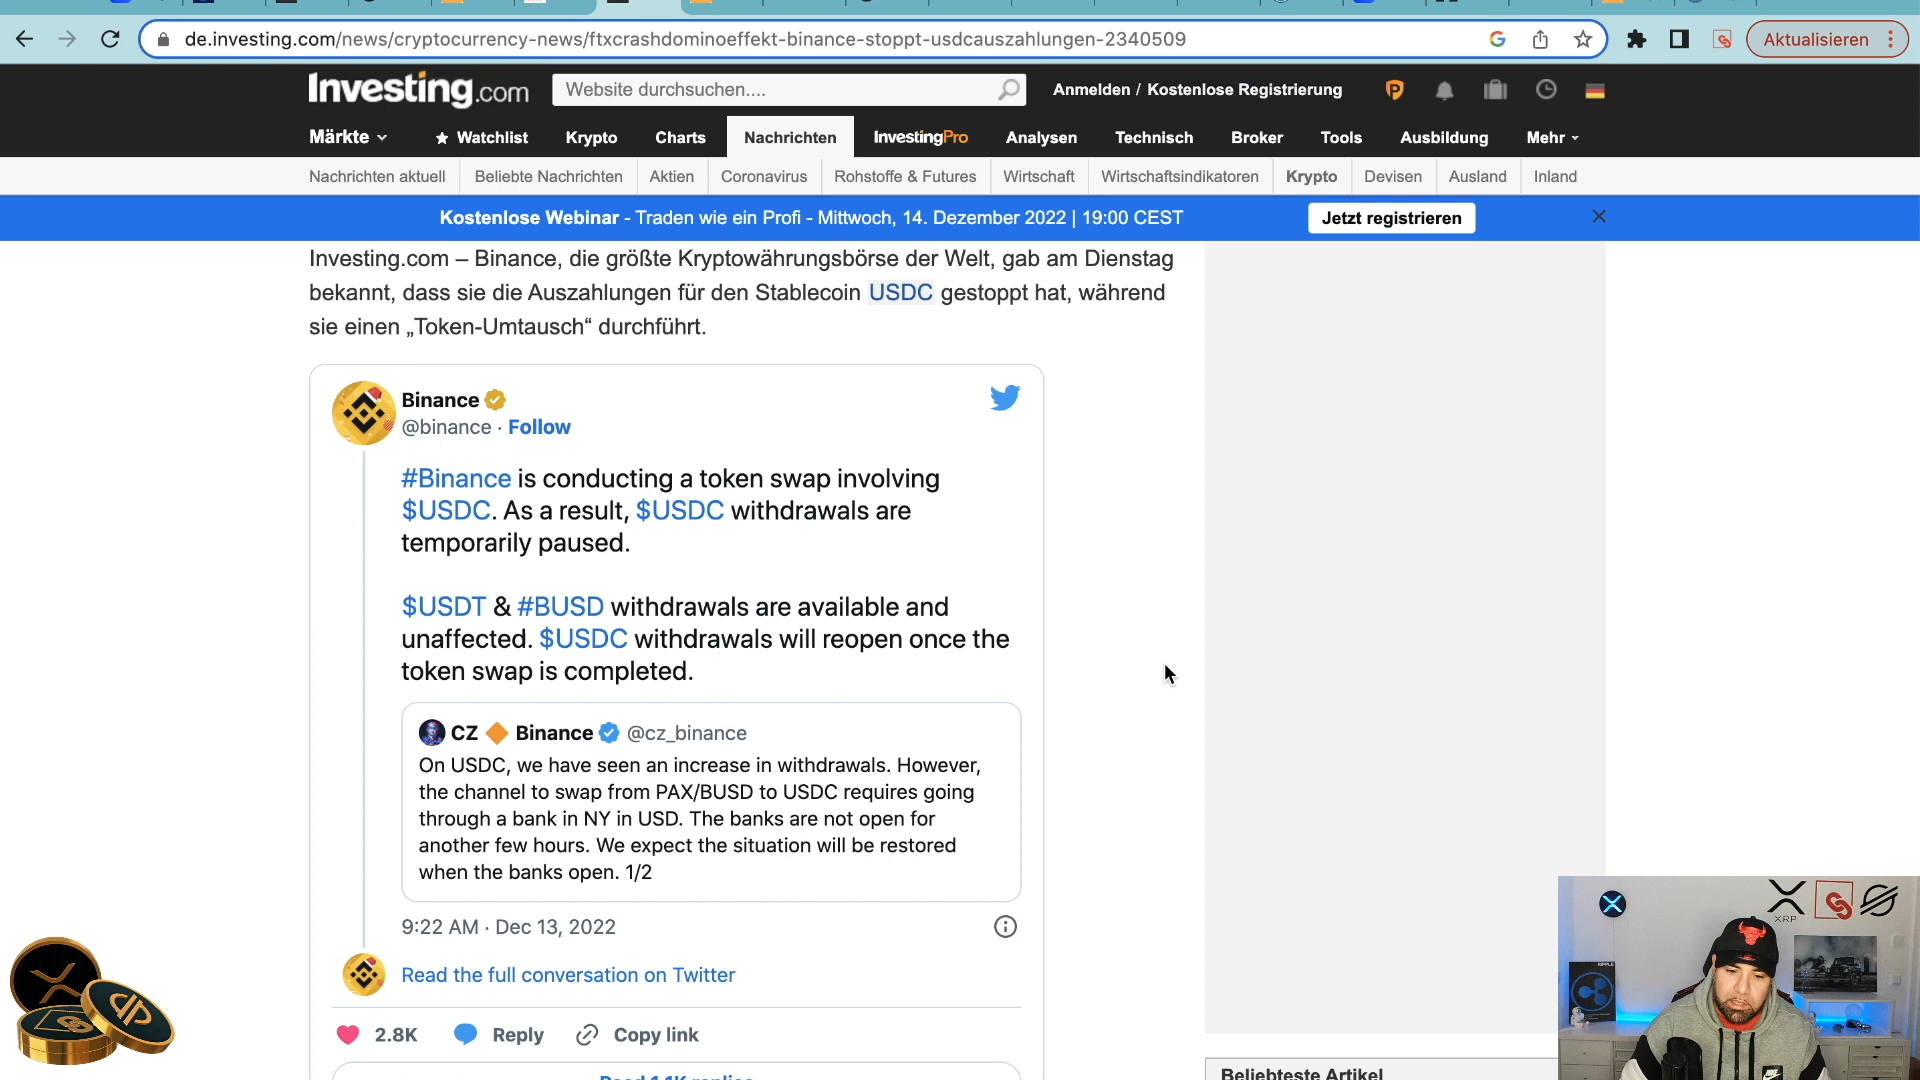 de.investing.com/news/cryptocurrency-news/ftxcrashdominoeffekt-binance-stoppt-usdcauszahlungen-2340509
Aktualisieren
Investing.com
Website durchsuchen....
Anmelden / Kostenlose Registrierung
Märkte
Watchlist
Krypto
Charts
Nachrichten
InvestingPro
Analysen
Technisch
Broker
Tools
Ausbildung
Mehr
Nachrichten aktuell
Beliebte Nachrichten
Aktien
Coronavirus
Rohstoffe & Futures
Wirtschaft
Wirtschaftsindikatoren
Krypto
Devisen
Ausland
Inland
Kostenlose Webinar - Traden wie ein Profi - Mittwoch, 14. Dezember 2022 | 19:00 CEST
Jetzt registrieren
Investing.com – Binance, die größte Kryptowährungsbörse der Welt, gab am Dienstag
bekannt, dass sie die Auszahlungen für den Stablecoin USDC gestoppt hat, während
sie einen „Token-Umtausch“ durchführt.
Binance
@binance · Follow
#Binance is conducting a token swap involving
$USDC. As a result, $USDC withdrawals are
temporarily paused.
$USDT & #BUSD withdrawals are available and
unaffected. $USDC withdrawals will reopen once the
token swap is completed.
CZ 🔶 Binance @cz_binance
On USDC, we have seen an increase in withdrawals. However,
the channel to swap from PAX/BUSD to USDC requires going
through a bank in NY in USD. The banks are not open for
another few hours. We expect the situation will be restored
when the banks open. 1/2
9:22 AM · Dec 13, 2022
Read the full conversation on Twitter
2.8K
Reply
Copy link
Read 1.1K replies
Beliebteste Artikel
XRP
RIPPLE